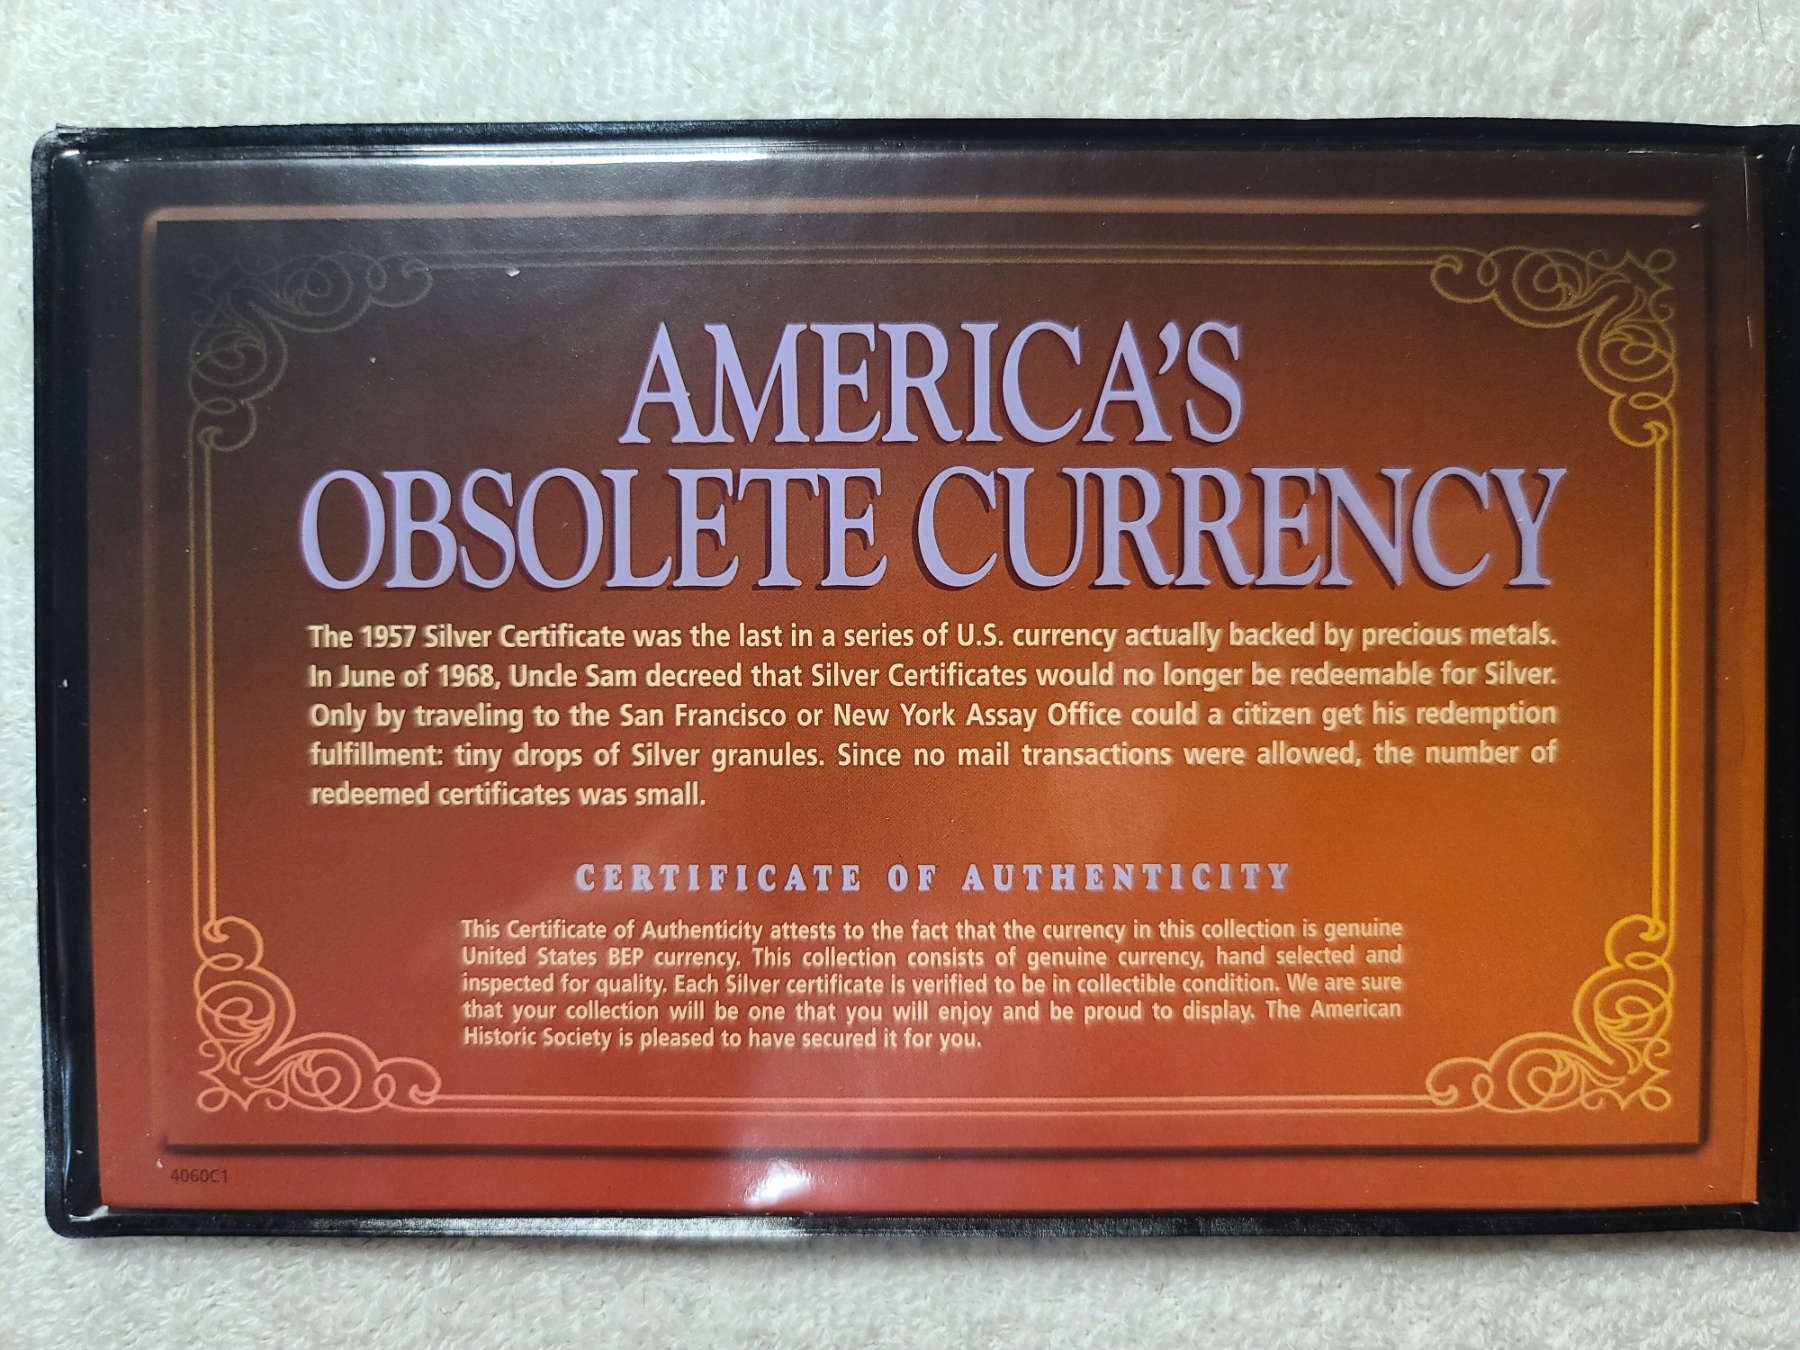 AMERICA'S
OBSOLETE CURRENCY
The 1957 Silver Certificate was the last in a series of U.S. currency actually backed by precious metals.
In June of 1968, Uncle Sam decreed that Silver Certificates would no longer be redeemable for Silver.
Only by traveling to the San Francisco or New York Assay Office could a citizen get his redemption
fulfillment: tiny drops of Silver granules. Since no mail transactions were allowed, the number of
redeemed certificates was small.
CERTIFICATE OF AUTHENTICITY
This Certificate of Authenticity attests to the fact that the currency in this collection is genuine
United States BEP currency. This collection consists of genuine currency, hand selected and
inspected for quality. Each Silver certificate is verified to be in collectible condition. We are sure
that your collection will be one that you will enjoy and be proud to display. The American
Historic Society is pleased to have secured it for you.
4060C1